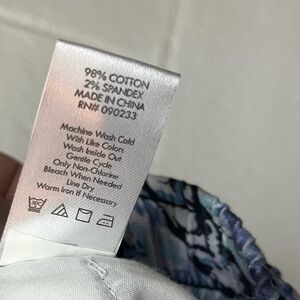 98% COTTON
2% SPANDEX
MADE IN CHINA
RN# 090233
Machine Wash Cold
With Like Colors
Wash Inside Out
Gentle Cycle
Only Non-Chlorine
Bleach When Needed
Line Dry
Warm Iron If Necessary